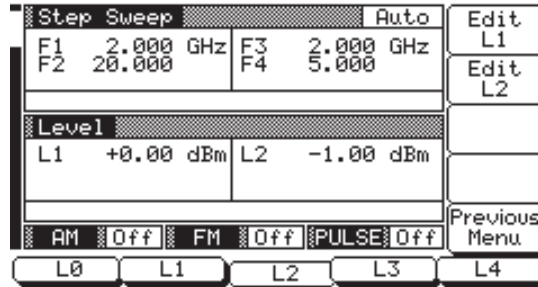 Step Sweep Auto
F1 2.000 GHz F3 2.000 GHz
F2 20.000 F4 5.000
Level
L1 +0.00 dBm L2 -1.00 dBm
AM Off FM Off PULSE Off
Edit
L1
Edit
L2
Previous
Menu
L0 L1 L2 L3 L4